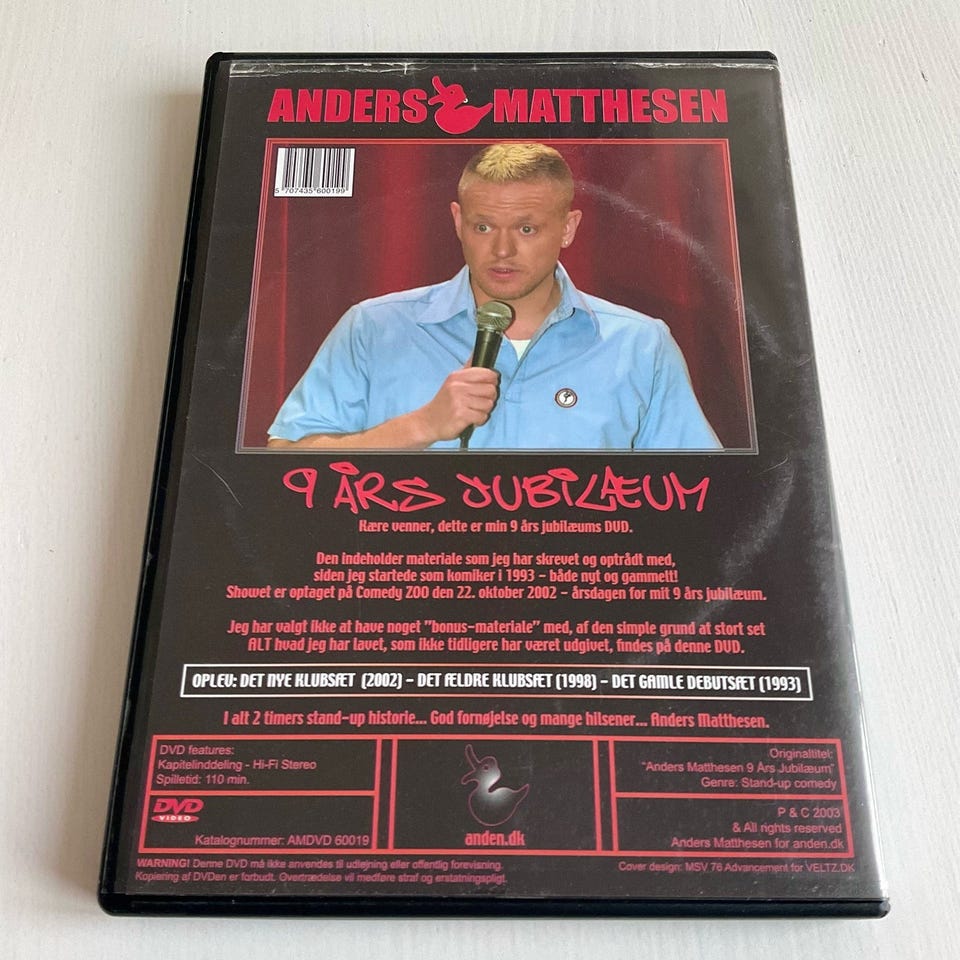 ANDERS MATTHESEN
5 707435 600199
9 ÅRS JUBILÆUM
Kære venner, dette er min 9 års jubilæums DVD.
Den indeholder materiale som jeg har skrevet og optrådt med,
siden jeg startede som komiker i 1993 – både nyt og gammelt!
Showet er optaget på Comedy ZOO den 22. oktober 2002 – årsdagen for mit 9 års jubilæum.
Jeg har valgt ikke at have noget "bonus-materiale" med, af den simple grund at stort set
ALT hvad jeg har lavet, som ikke tidligere har været udgivet, findes på denne DVD.
OPLEV: DET NYE KLUBSÆT (2002) – DET ÆLDRE KLUBSÆT (1998) – DET GAMLE DEBUTSÆT (1993)
I alt 2 timers stand-up historie... God fornøjelse og mange hilsener... Anders Matthesen.
DVD features:
Kapitelinddeling - Hi-Fi Stereo
Spilletid: 110 min.
DVD
VIDEO
Katalognummer: AMDVD 60019
anden.dk
Originaltitel:
"Anders Matthesen 9 Års Jubilæum"
Genre: Stand-up comedy
P & C 2003
& All rights reserved
Anders Matthesen for anden.dk
WARNING! Denne DVD må ikke anvendes til udlejning eller offentlig forevisning.
Kopiering af DVDen er forbudt. Overtrædelse vil medføre straf og erstatningspligt.
Cover design: MSV 76 Advancement for VELTZ.DK